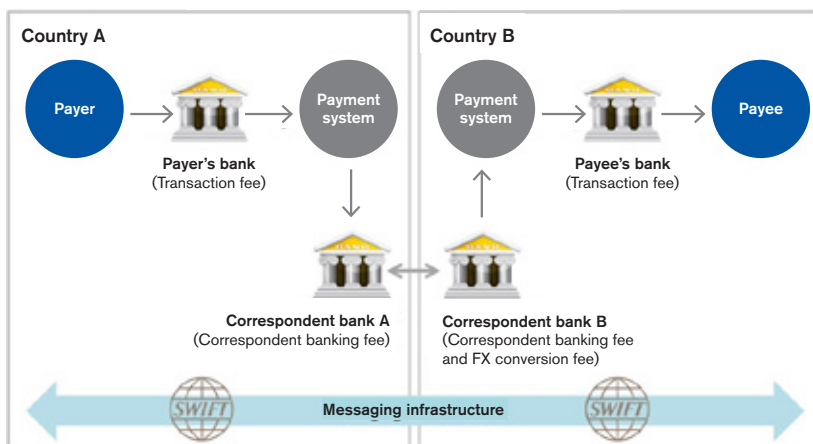 Country A
Country B
Payer
Payment
system
Payment
system
Payee
Payer's bank
(Transaction fee)
Payee's bank
(Transaction fee)
Correspondent bank A
(Correspondent banking fee)
Correspondent bank B
(Correspondent banking fee
and FX conversion fee)
SWIFT
Messaging infrastructure
SWIFT